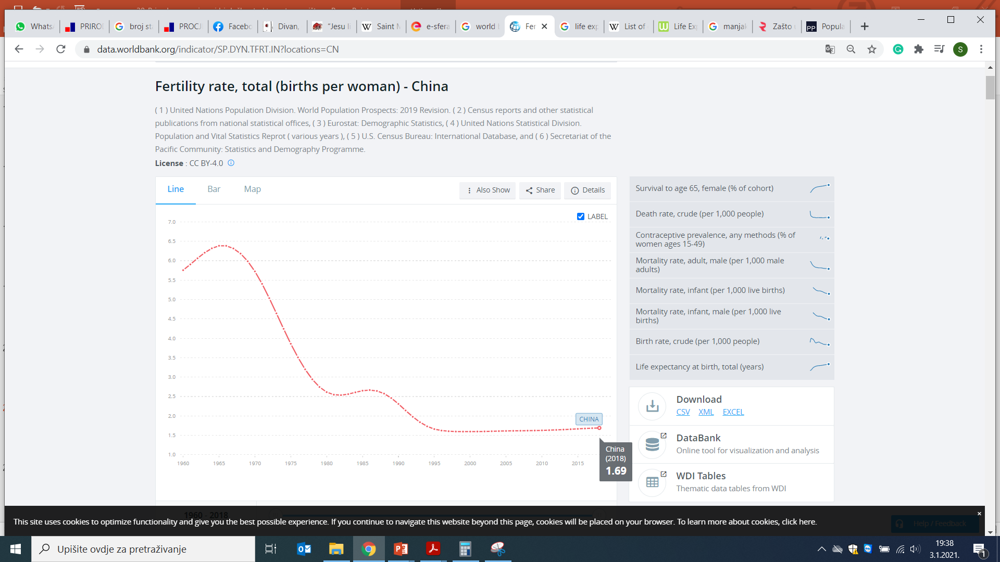 Whats
PRIRO
broj st
PROCJ
Facebo
Divan,
"Jesu li
Saint M
e-sfera
world b
Fer
life exp
List of
Life Exp
manjak
Zašto
Popula
data.worldbank.org/indicator/SP.DYN.TFRT.IN?locations=CN
S
Fertility rate, total (births per woman) - China
( 1 ) United Nations Population Division. World Population Prospects: 2019 Revision. ( 2 ) Census reports and other statistical
publications from national statistical offices, ( 3 ) Eurostat: Demographic Statistics, ( 4 ) United Nations Statistical Division.
Population and Vital Statistics Reprot ( various years ), ( 5 ) U.S. Census Bureau: International Database, and ( 6 ) Secretariat of the
Pacific Community: Statistics and Demography Programme.
License : CC BY-4.0
Line Bar Map
Also Show Share Details
LABEL
7.0
6.5
6.0
5.5
5.0
4.5
4.0
3.5
3.0
2.5
2.0
1.5
1.0
1960 1965 1970 1975 1980 1985 1990 1995 2000 2005 2010 2015
CHINA
China
(2018)
1.69
Survival to age 65, female (% of cohort)
Death rate, crude (per 1,000 people)
Contraceptive prevalence, any methods (% of
women ages 15-49)
Mortality rate, adult, male (per 1,000 male
adults)
Mortality rate, infant (per 1,000 live births)
Mortality rate, infant, male (per 1,000 live
births)
Birth rate, crude (per 1,000 people)
Life expectancy at birth, total (years)
Download
CSV XML EXCEL
DataBank
Online tool for visualization and analysis
WDI Tables
Thematic data tables from WDI
1960 - 2018
This site uses cookies to optimize functionality and give you the best possible experience. If you continue to navigate this website beyond this page, cookies will be placed on your browser. To learn more about cookies, click here.
×
Help / Feedback
Upišite ovdje za pretraživanje
19:38
3.1.2021.
1